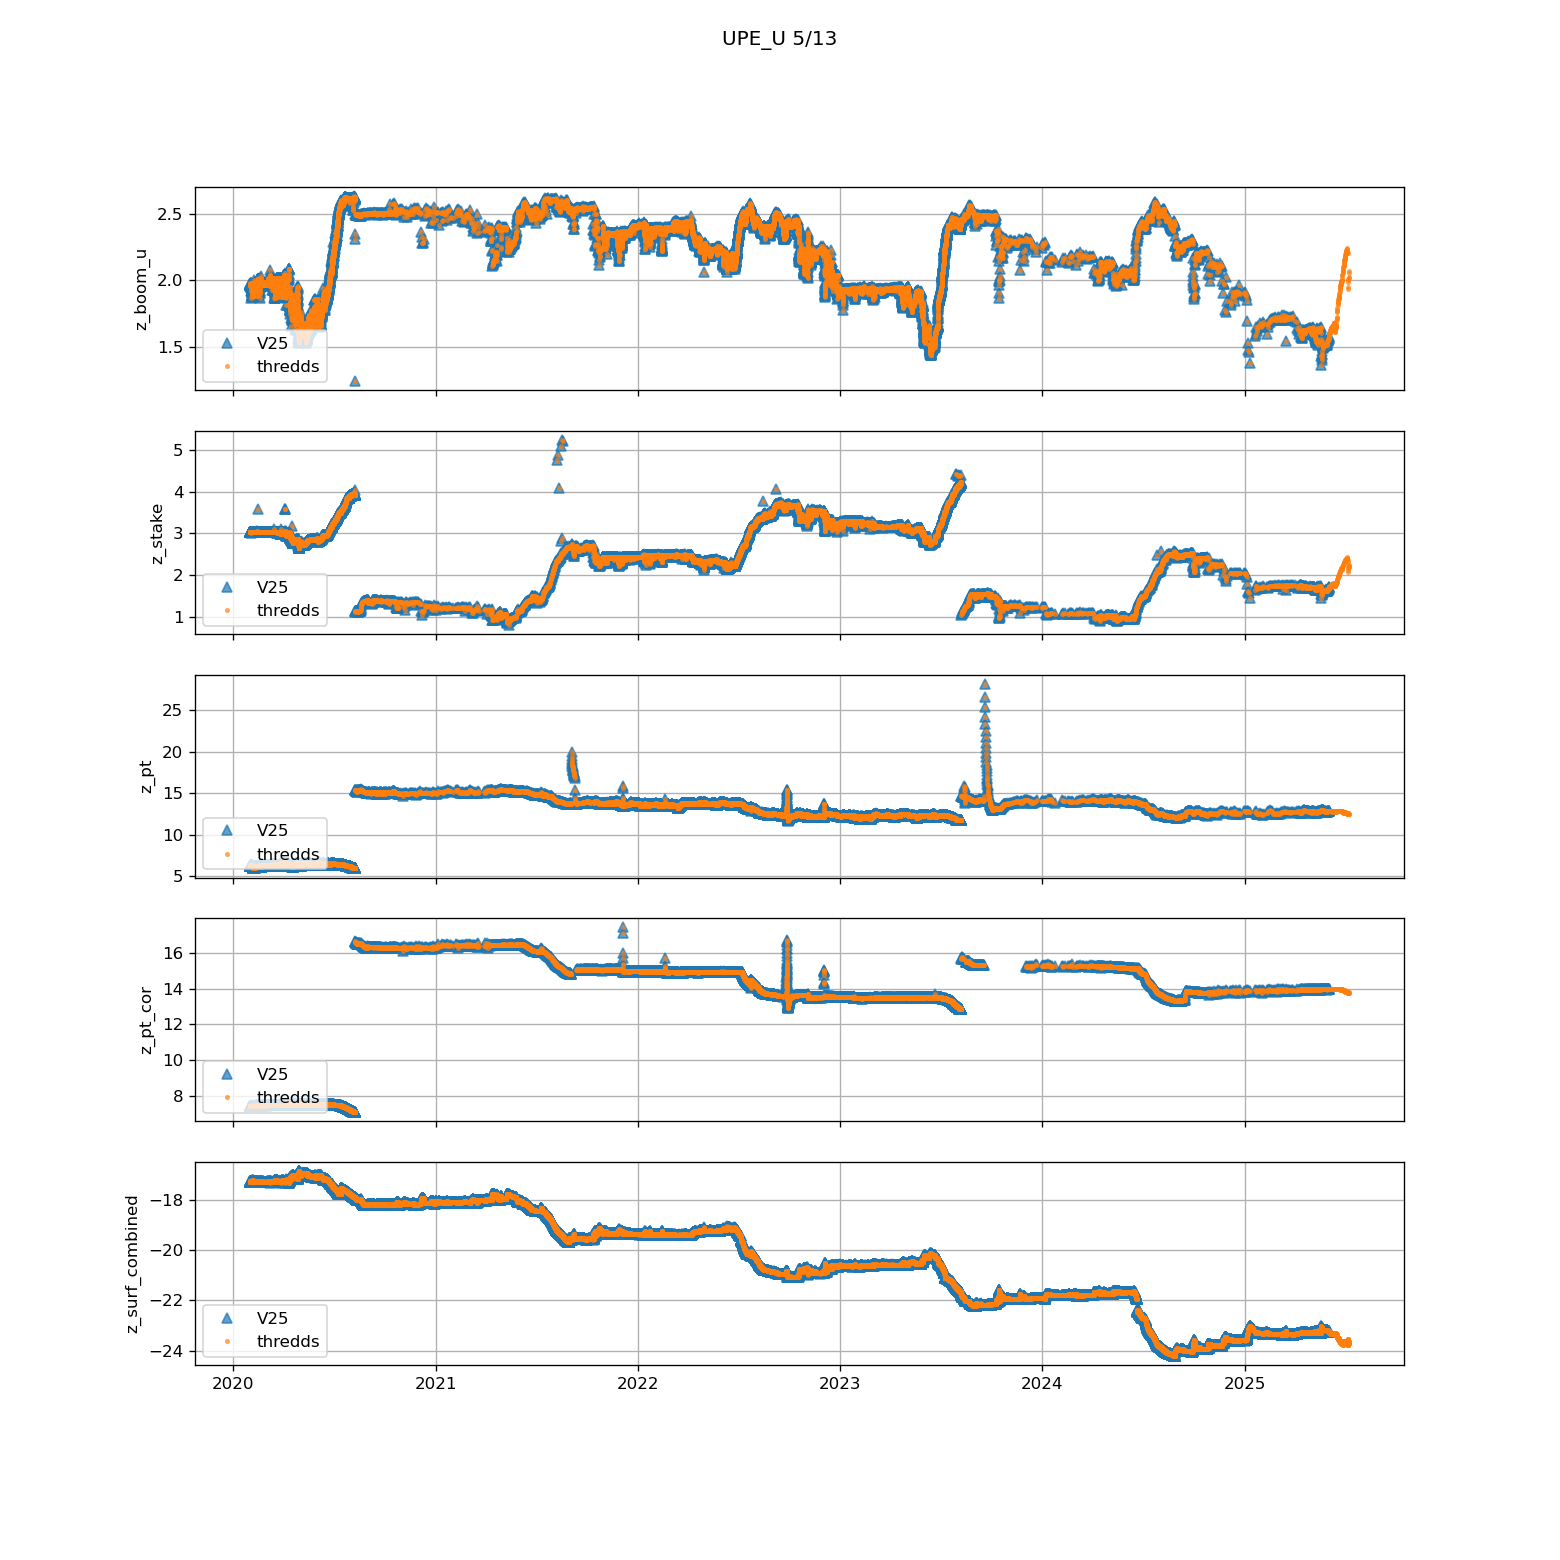 UPE_U 5/13
z_boom_u
2.5
2.0
1.5
V25
thredds
z_stake
5
4
3
2
1
V25
thredds
z_pt
25
20
15
10
5
V25
thredds
z_pt_cor
16
14
12
10
8
V25
thredds
z_surf_combined
−18
−20
−22
−24
V25
thredds
2020 2021 2022 2023 2024 2025